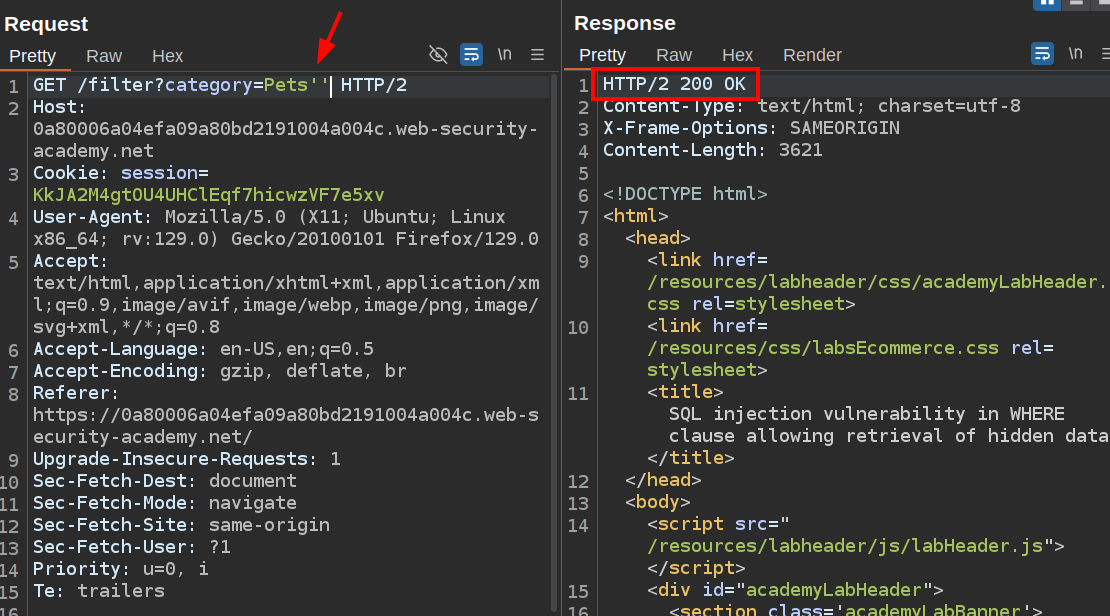 Request
Pretty Raw Hex \n
1 GET /filter?category=Pets'' HTTP/2
2 Host:
0a80006a04efa09a80bd2191004a004c.web-security-
academy.net
3 Cookie: session=
KkJA2M4gtOU4UHClEqf7hicwzVF7e5xv
4 User-Agent: Mozilla/5.0 (X11; Ubuntu; Linux
x86_64; rv:129.0) Gecko/20100101 Firefox/129.0
5 Accept:
text/html,application/xhtml+xml,application/xm
l;q=0.9,image/avif,image/webp,image/png,image/
svg+xml,*/*;q=0.8
6 Accept-Language: en-US,en;q=0.5
7 Accept-Encoding: gzip, deflate, br
8 Referer:
https://0a80006a04efa09a80bd2191004a004c.web-s
ecurity-academy.net/
9 Upgrade-Insecure-Requests: 1
10 Sec-Fetch-Dest: document
11 Sec-Fetch-Mode: navigate
12 Sec-Fetch-Site: same-origin
13 Sec-Fetch-User: ?1
14 Priority: u=0, i
15 Te: trailers
16
Response
Pretty Raw Hex Render \n
1 HTTP/2 200 OK
2 Content-Type: text/html; charset=utf-8
3 X-Frame-Options: SAMEORIGIN
4 Content-Length: 3621
5
6 <!DOCTYPE html>
7 <html>
8 <head>
9 <link href=
/resources/labheader/css/academyLabHeader.
css rel=stylesheet>
10 <link href=
/resources/css/labsEcommerce.css rel=
stylesheet>
11 <title>
SQL injection vulnerability in WHERE
clause allowing retrieval of hidden data
</title>
12 </head>
13 <body>
14 <script src="
/resources/labheader/js/labHeader.js">
</script>
15 <div id="academyLabHeader">
16 <section class='academyLabBanner'>